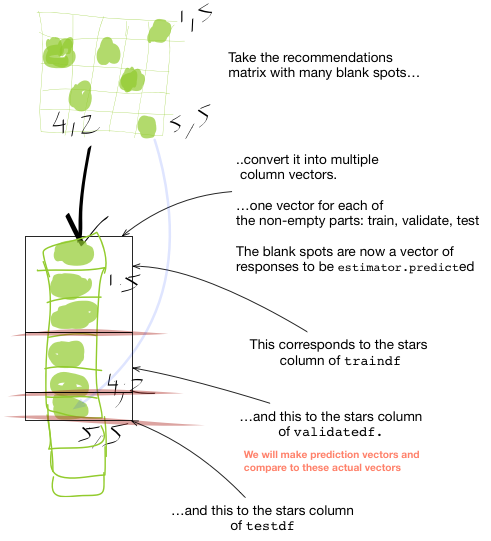 1,5
Take the recommendations
matrix with many blank spots…
4,2
5,5
..convert it into multiple
column vectors.
…one vector for each of
the non-empty parts: train, validate, test
The blank spots are now a vector of
responses to be estimator.predicted
1.5
This corresponds to the stars
column of traindf
4,2
…and this to the stars column
of validatedf.
5,5
We will make prediction vectors and
compare to these actual vectors
…and this to the stars column
of testdf